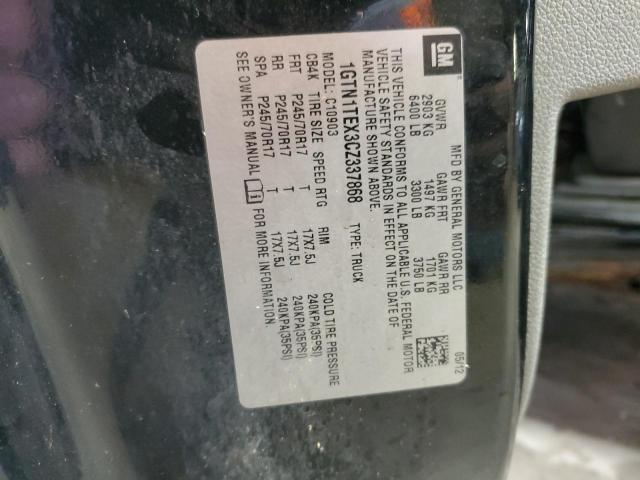 GM
MFD BY GENERAL MOTORS LLC 05/12
GVWR GAWR FRT GAWR RR
2903 KG 1497 KG 1701 KG
6400 LB 3300 LB 3750 LB
THIS VEHICLE CONFORMS TO ALL APPLICABLE U.S. FEDERAL MOTOR
VEHICLE SAFETY STANDARDS IN EFFECT ON THE DATE OF
MANUFACTURE SHOWN ABOVE.
1GTN1TEX3CZ337868 TYPE: TRUCK
MODEL: C10903
CB4K TIRE SIZE SPEED RTG RIM COLD TIRE PRESSURE
FRT P245/70R17 T 17X7.5J 240KPA(35PSI)
RR P245/70R17 T 17X7.5J 240KPA(35PSI)
SPA P245/70R17 T 17X7.5J 240KPA(35PSI)
SEE OWNER'S MANUAL FOR MORE INFORMATION.